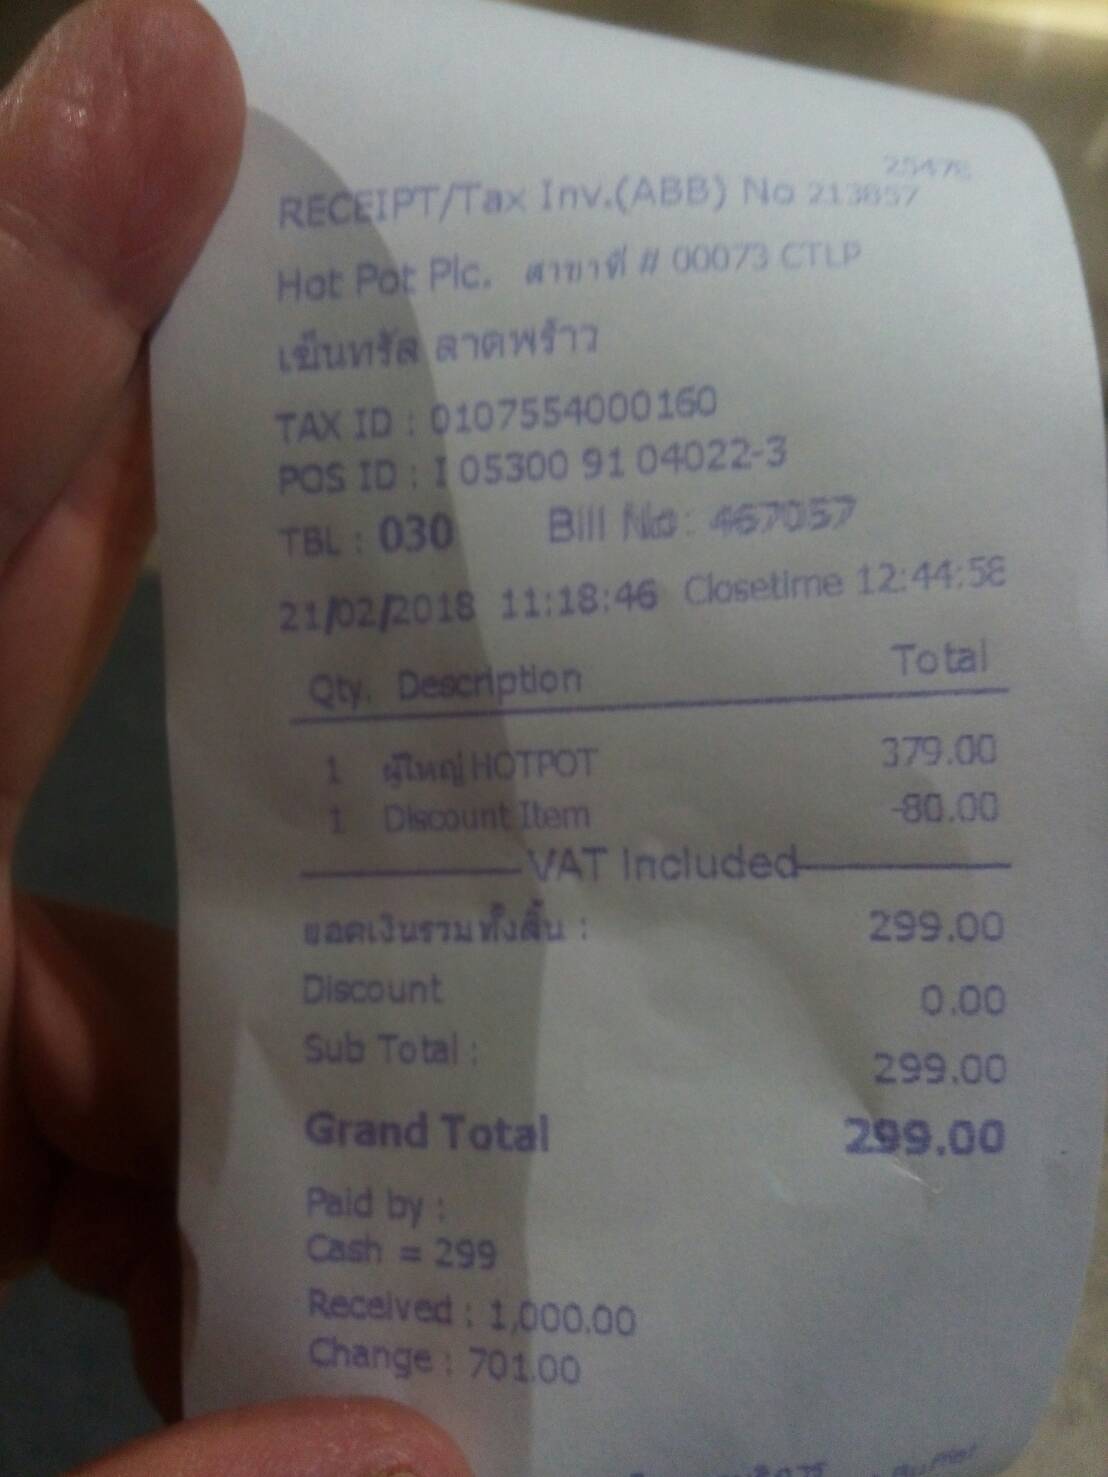 25478
RECEIPT/Tax Inv.(ABB) No 213857
Hot Pot Plc. สาขาที่ # 00073 CTLP
เซ็นทรัล ลาดพร้าว
TAX ID : 0107554000160
POS ID : I 05300 91 04022-3
TBL : 030 Bill No: 467057
21/02/2018 11:18:46 Closetime 12:44:58
Qty. Description Total
1 ผู้ใหญ่ HOTPOT 379.00
1 Discount Item -80.00
VAT Included
ยอดเงินรวมทั้งสิ้น : 299.00
Discount 0.00
Sub Total : 299.00
Grand Total 299.00
Paid by :
Cash = 299
Received : 1,000.00
Change : 701.00